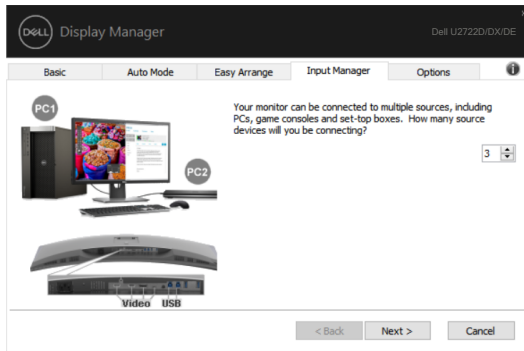 DELL Display Manager
Dell U2722D/DX/DE
Basic Auto Mode Easy Arrange Input Manager Options
PC1
Your monitor can be connected to multiple sources, including
PCs, game consoles and set-top boxes. How many source
devices will you be connecting?
3
PC2
Video USB
< Back Next > Cancel